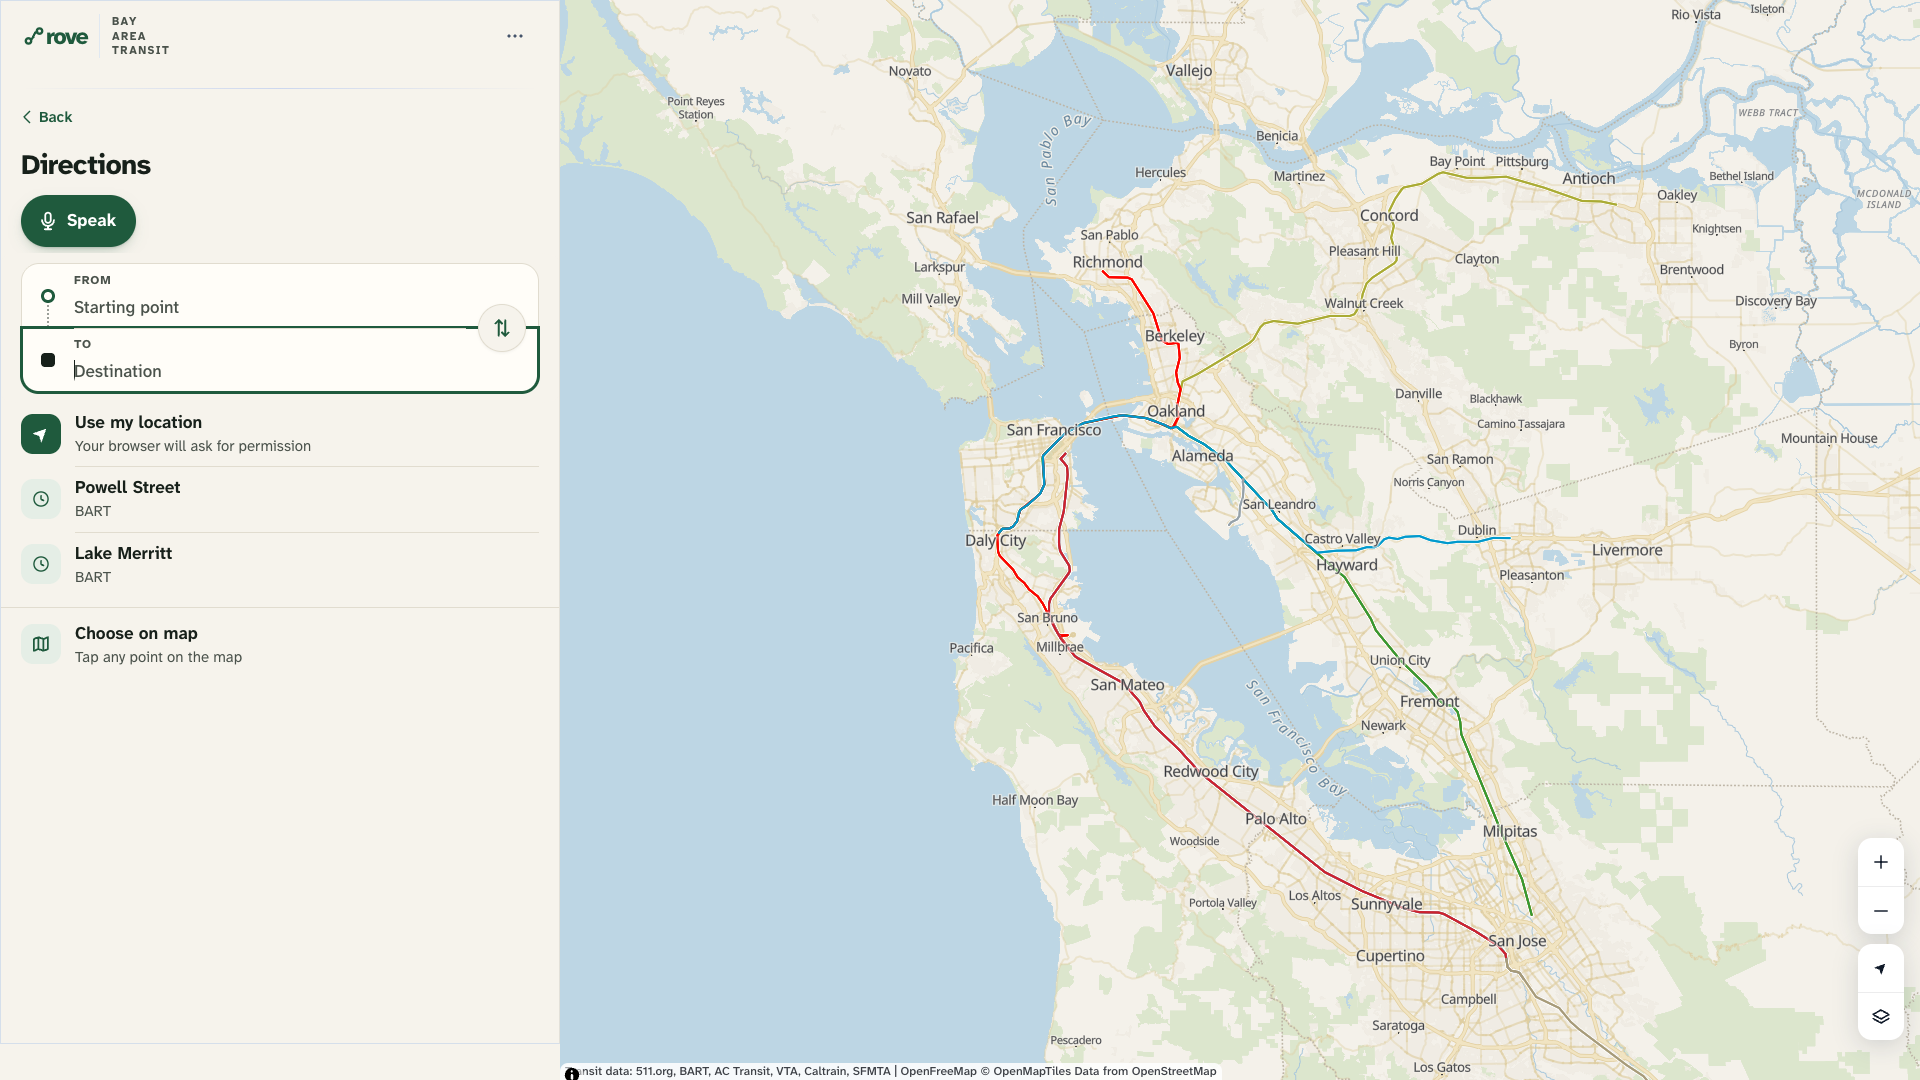 rove
BAY
AREA
TRANSIT
Back
Directions
Speak
FROM
Starting point
TO
Destination
Use my location
Your browser will ask for permission
Powell Street
BART
Lake Merritt
BART
Choose on map
Tap any point on the map
Rio Vista
Isleton
Novato
Vallejo
Point Reyes
Station
San Pablo Bay
WEBB TRACT
Benicia
Hercules
Martinez
Bay Point
Pittsburg
Antioch
Bethel Island
Oakley
MCDONALD
ISLAND
San Rafael
Concord
San Pablo
Knightsen
Pleasant Hill
Clayton
Larkspur
Richmond
Brentwood
Mill Valley
Walnut Creek
Discovery Bay
Berkeley
Byron
Danville
Blackhawk
Oakland
Camino Tassajara
San Francisco
Mountain House
Alameda
San Ramon
Norris Canyon
San Leandro
Dublin
Daly City
Castro Valley
Livermore
Hayward
Pleasanton
San Bruno
Pacifica
Millbrae
Union City
San Mateo
Fremont
Newark
San Francisco Bay
Redwood City
Half Moon Bay
Palo Alto
Milpitas
Woodside
Los Altos
Portola Valley
Sunnyvale
San Jose
Cupertino
Campbell
Saratoga
Pescadero
Los Gatos
nsit data: 511.org, BART, AC Transit, VTA, Caltrain, SFMTA | OpenFreeMap © OpenMapTiles Data from OpenStreetMap